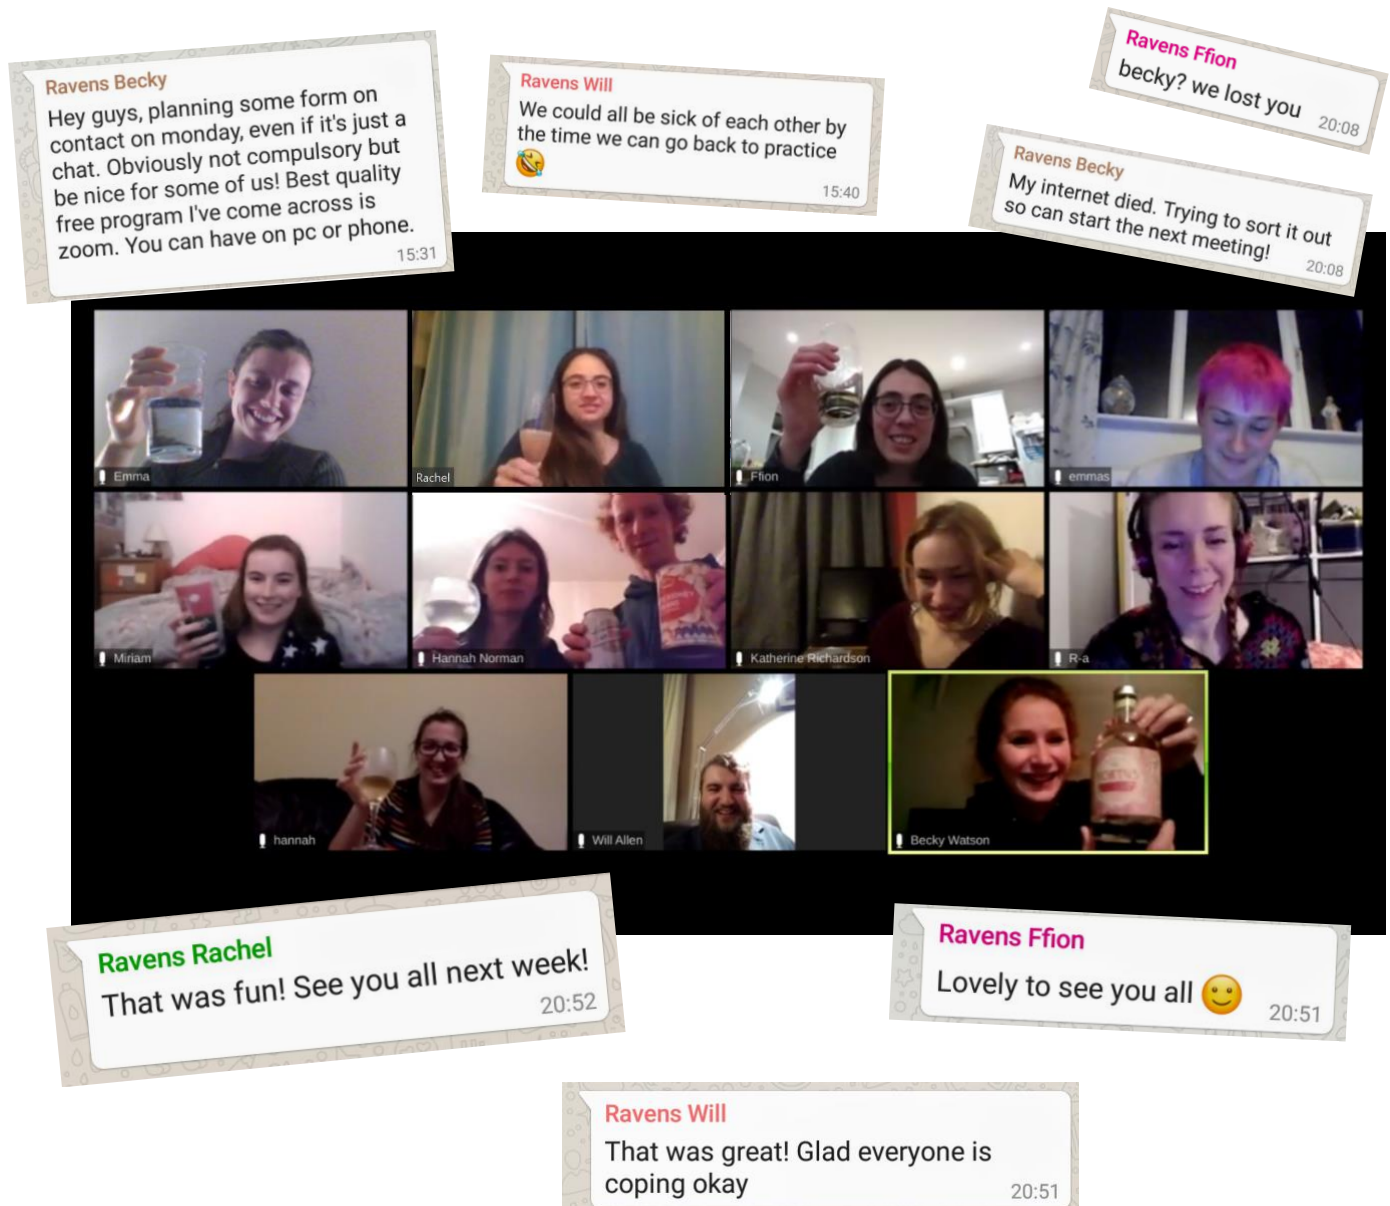 Ravens Becky
Hey guys, planning some form on
contact on monday, even if it's just a
chat. Obviously not compulsory but
be nice for some of us! Best quality
free program I've come across is
zoom. You can have on pc or phone.
15:31
Ravens Will
We could all be sick of each other by
the time we can go back to practice
🤣
15:40
Ravens Ffion
becky? we lost you
20:08
Ravens Becky
My internet died. Trying to sort it out
so can start the next meeting!
20:08
Emma
Rachel
Ffion
emmas
Miriam
Hannah Norman
Katherine Richardson
R-a
hannah
Will Allen
Becky Watson
Ravens Rachel
That was fun! See you all next week!
20:52
Ravens Ffion
Lovely to see you all 🙂
20:51
Ravens Will
That was great! Glad everyone is
coping okay
20:51